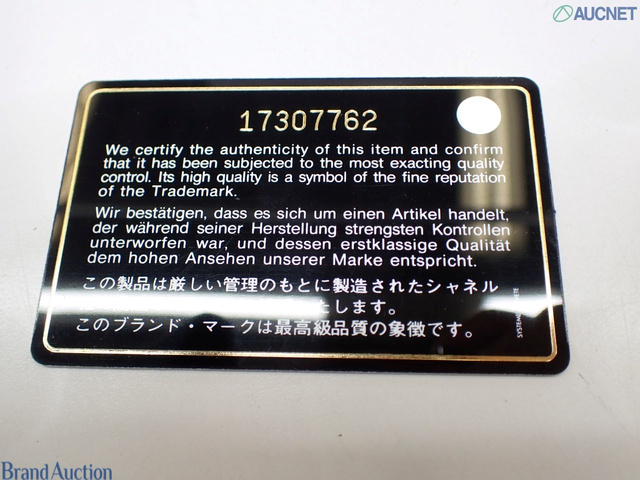 AUCNET
17307762
We certify the authenticity of this item and confirm
that it has been subjected to the most exacting quality
control. Its high quality is a symbol of the fine reputation
of the Trademark.
Wir bestätigen, dass es sich um einen Artikel handelt,
der während seiner Herstellung strengsten Kontrollen
unterworfen war, und dessen erstklassige Qualität
dem hohen Ansehen unserer Marke entspricht.
この製品は厳しい管理のもとに製造されたシャネル
たします。
このブランド・マークは最高級品質の象徴です。
Brand Auction